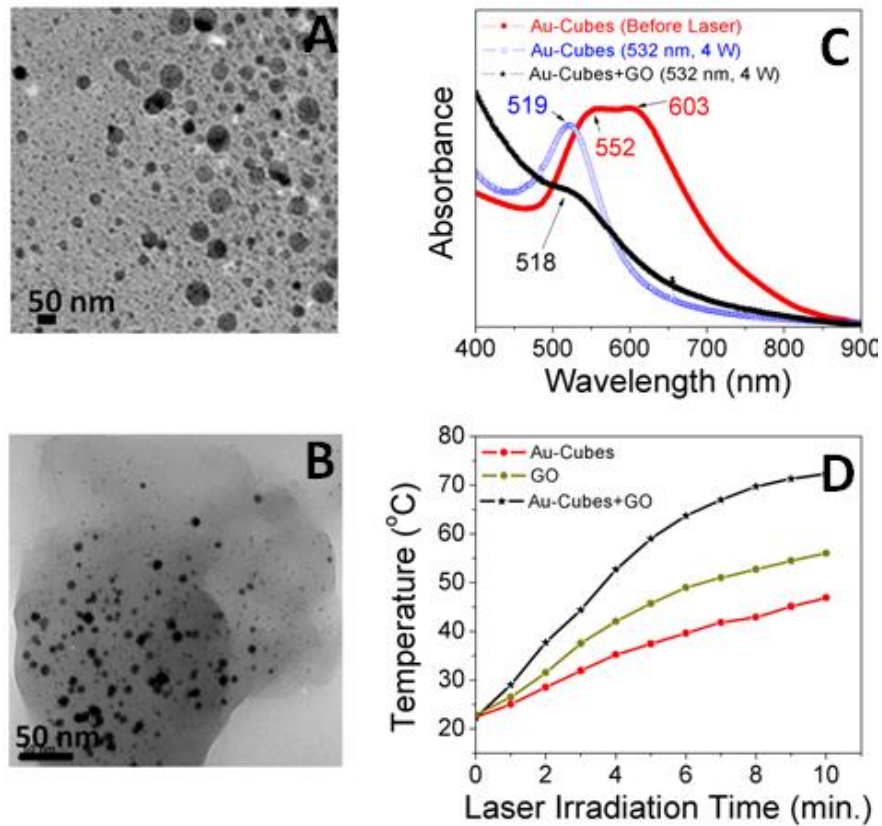 A
50 nm
B
50 nm
C
Au-Cubes (Before Laser)
Au-Cubes (532 nm, 4 W)
Au-Cubes+GO (532 nm, 4 W)
519
603
552
518
Absorbance
400 500 600 700 800 900
Wavelength (nm)
D
Au-Cubes
GO
Au-Cubes+GO
80
70
60
50
40
30
20
Temperature (°C)
0 2 4 6 8 10
Laser Irradiation Time (min.)